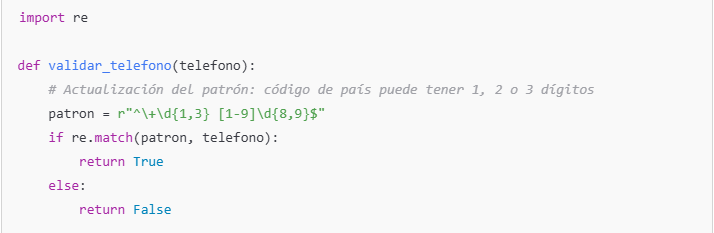 import re
def validar_telefono(telefono):
# Actualización del patrón: código de país puede tener 1, 2 o 3 dígitos
patron = r"^\+\d{1,3} [1-9]\d{8,9}$"
if re.match(patron, telefono):
return True
else:
return False